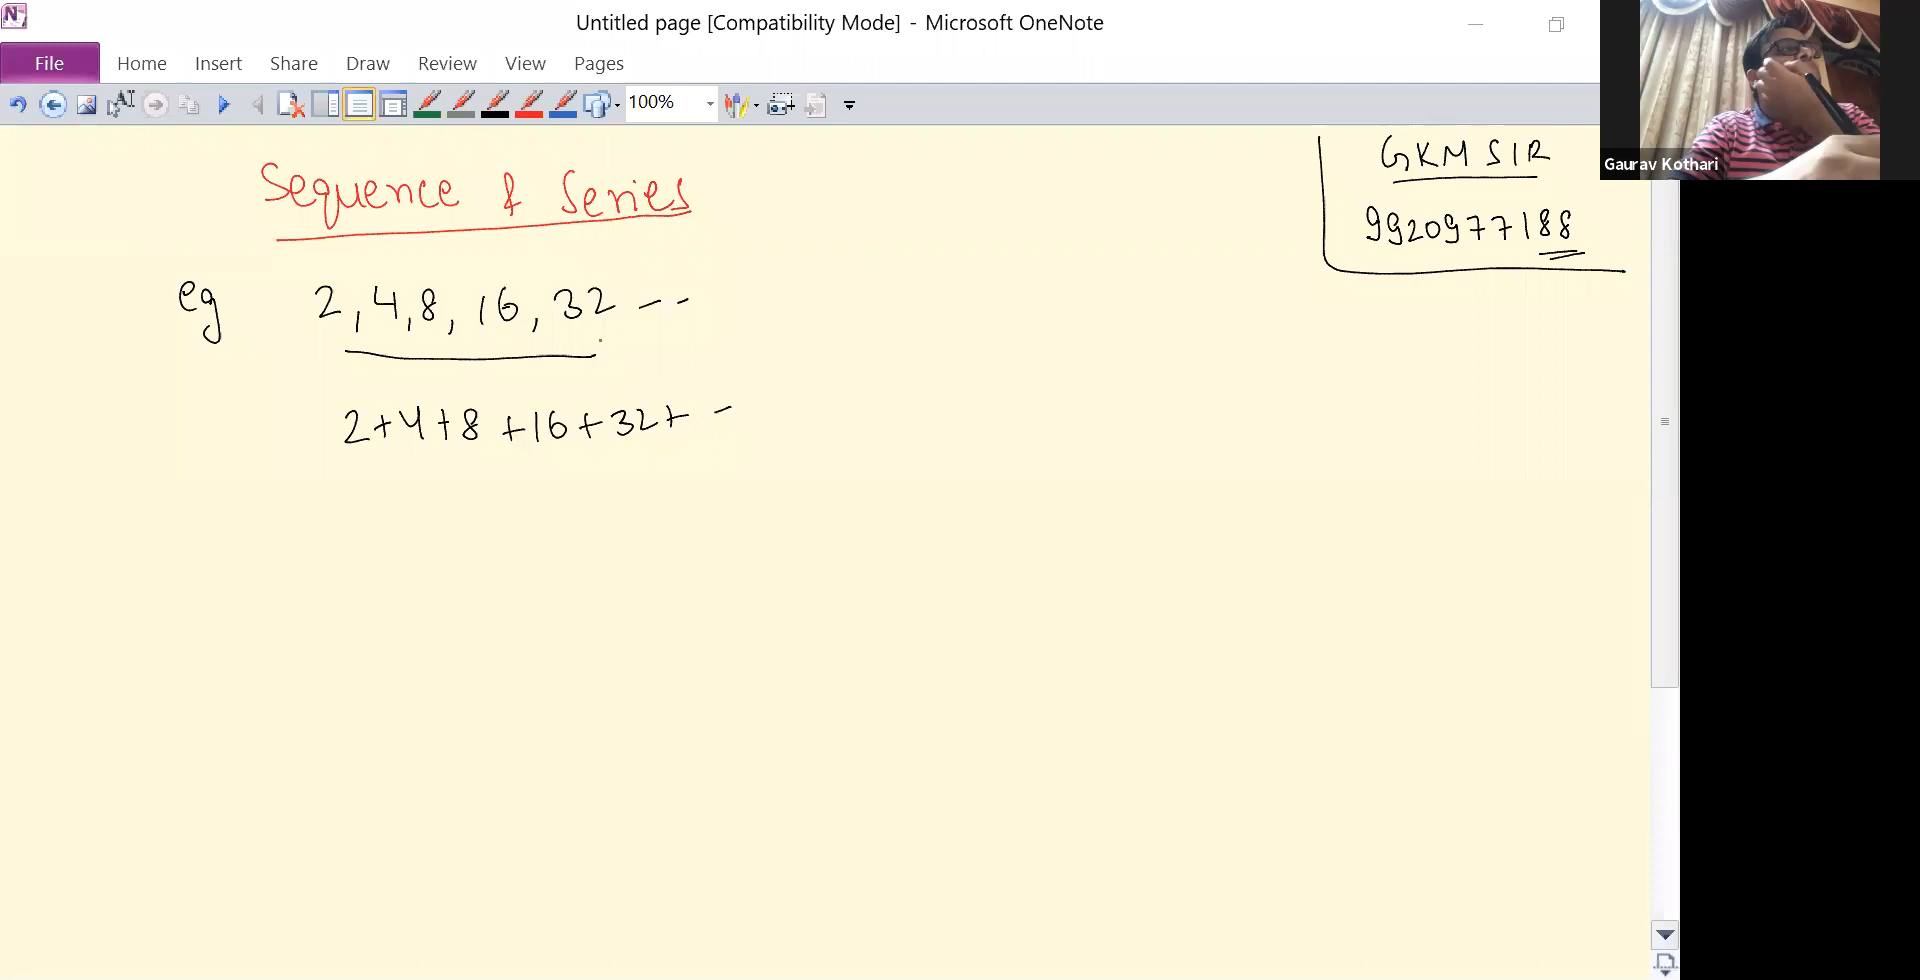 Untitled page [Compatibility Mode] - Microsoft OneNote
File Home Insert Share Draw Review View Pages
100%
Gaurav Kothari
GKM SIR
9920977188
Sequence & Series
eg 2, 4, 8, 16, 32 --
2+4+8+16+32+ -